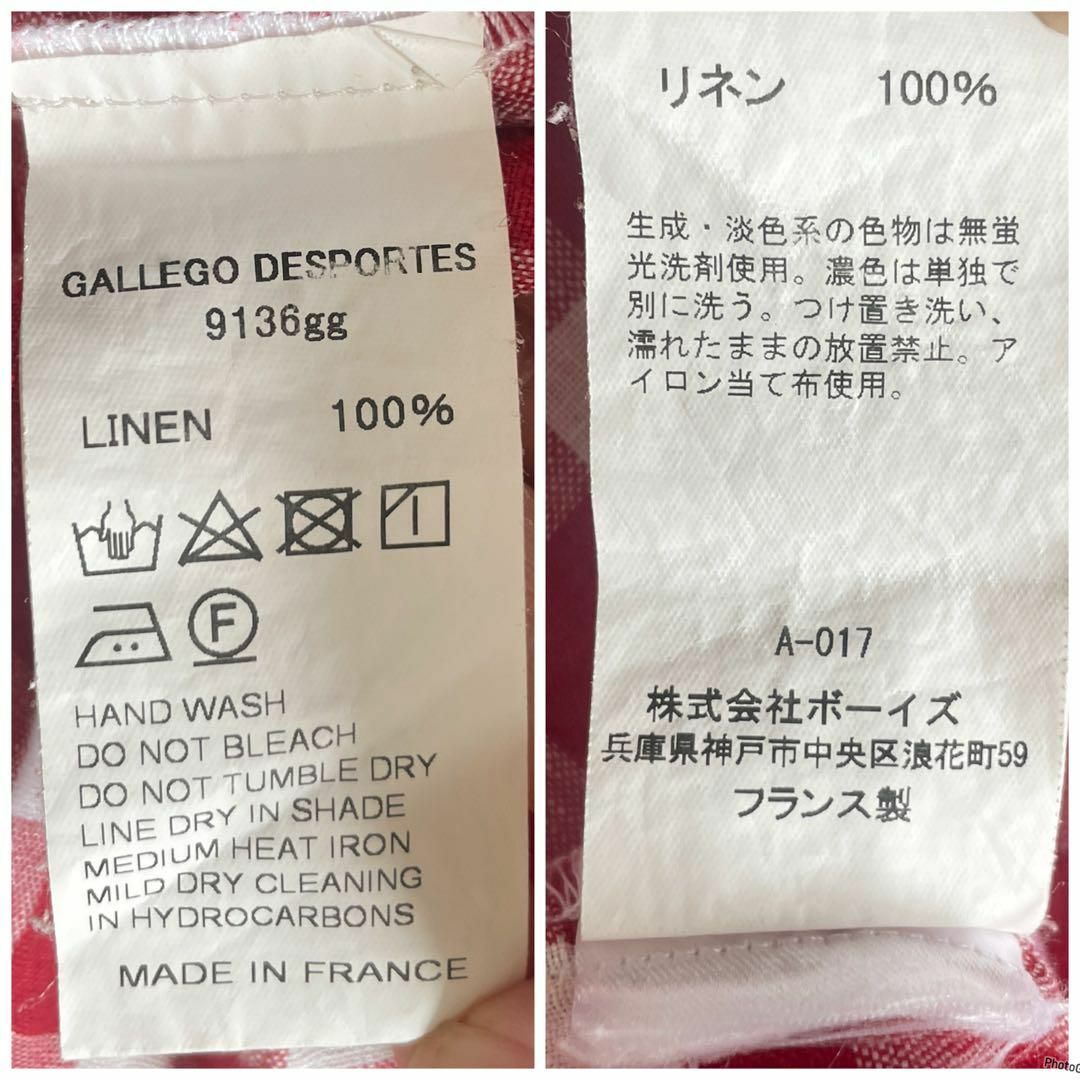 GALLEGO DESPORTES
9136gg
LINEN 100%
F
HAND WASH
DO NOT BLEACH
DO NOT TUMBLE DRY
LINE DRY IN SHADE
MEDIUM HEAT IRON
MILD DRY CLEANING
IN HYDROCARBONS
MADE IN FRANCE
リネン 100%
生成・淡色系の色物は無蛍
光洗剤使用。濃色は単独で
別に洗う。つけ置き洗い、
濡れたままの放置禁止。ア
イロン当て布使用。
A-017
株式会社ボーイズ
兵庫県神戸市中央区浪花町59
フランス製